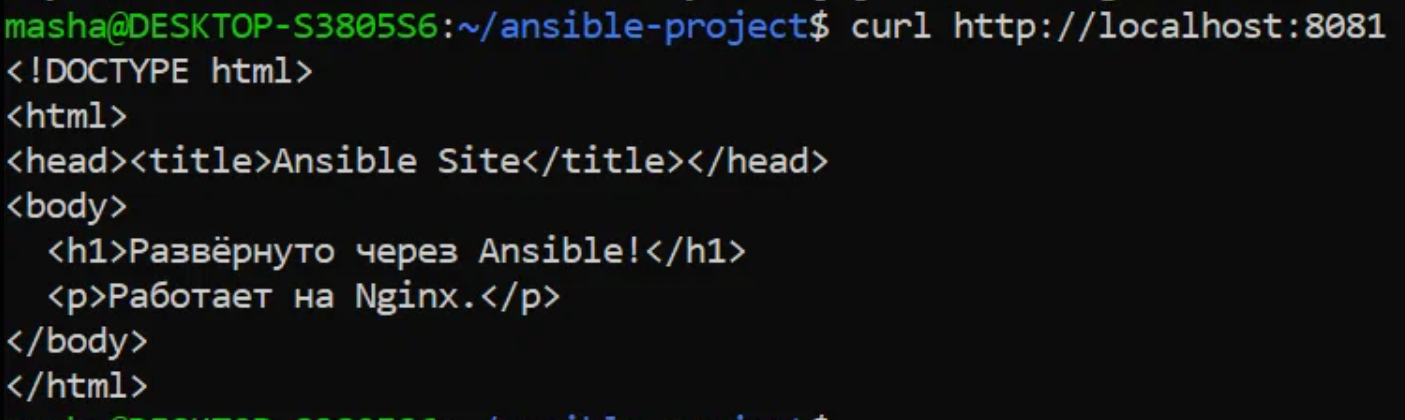 masha@DESKTOP-S3805S6:~/ansible-project$ curl http://localhost:8081
<!DOCTYPE html>
<html>
<head><title>Ansible Site</title></head>
<body>
  <h1>Развёрнуто через Ansible!</h1>
  <p>Работает на Nginx.</p>
</body>
</html>